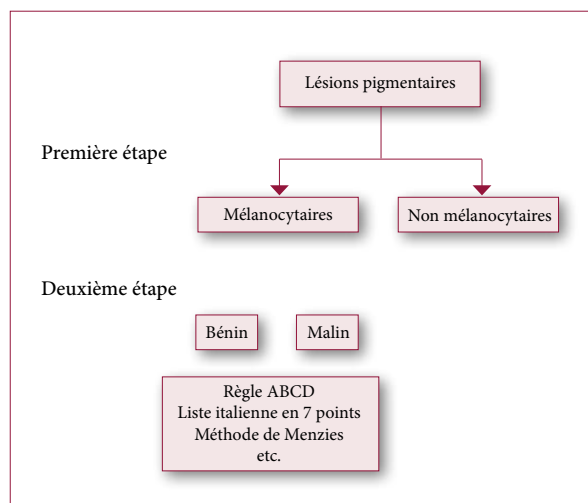 Lésions pigmentaires
Première étape
Mélanocytaires
Non mélanocytaires
Deuxième étape
Bénin
Malin
Règle ABCD
Liste italienne en 7 points
Méthode de Menzies
etc.